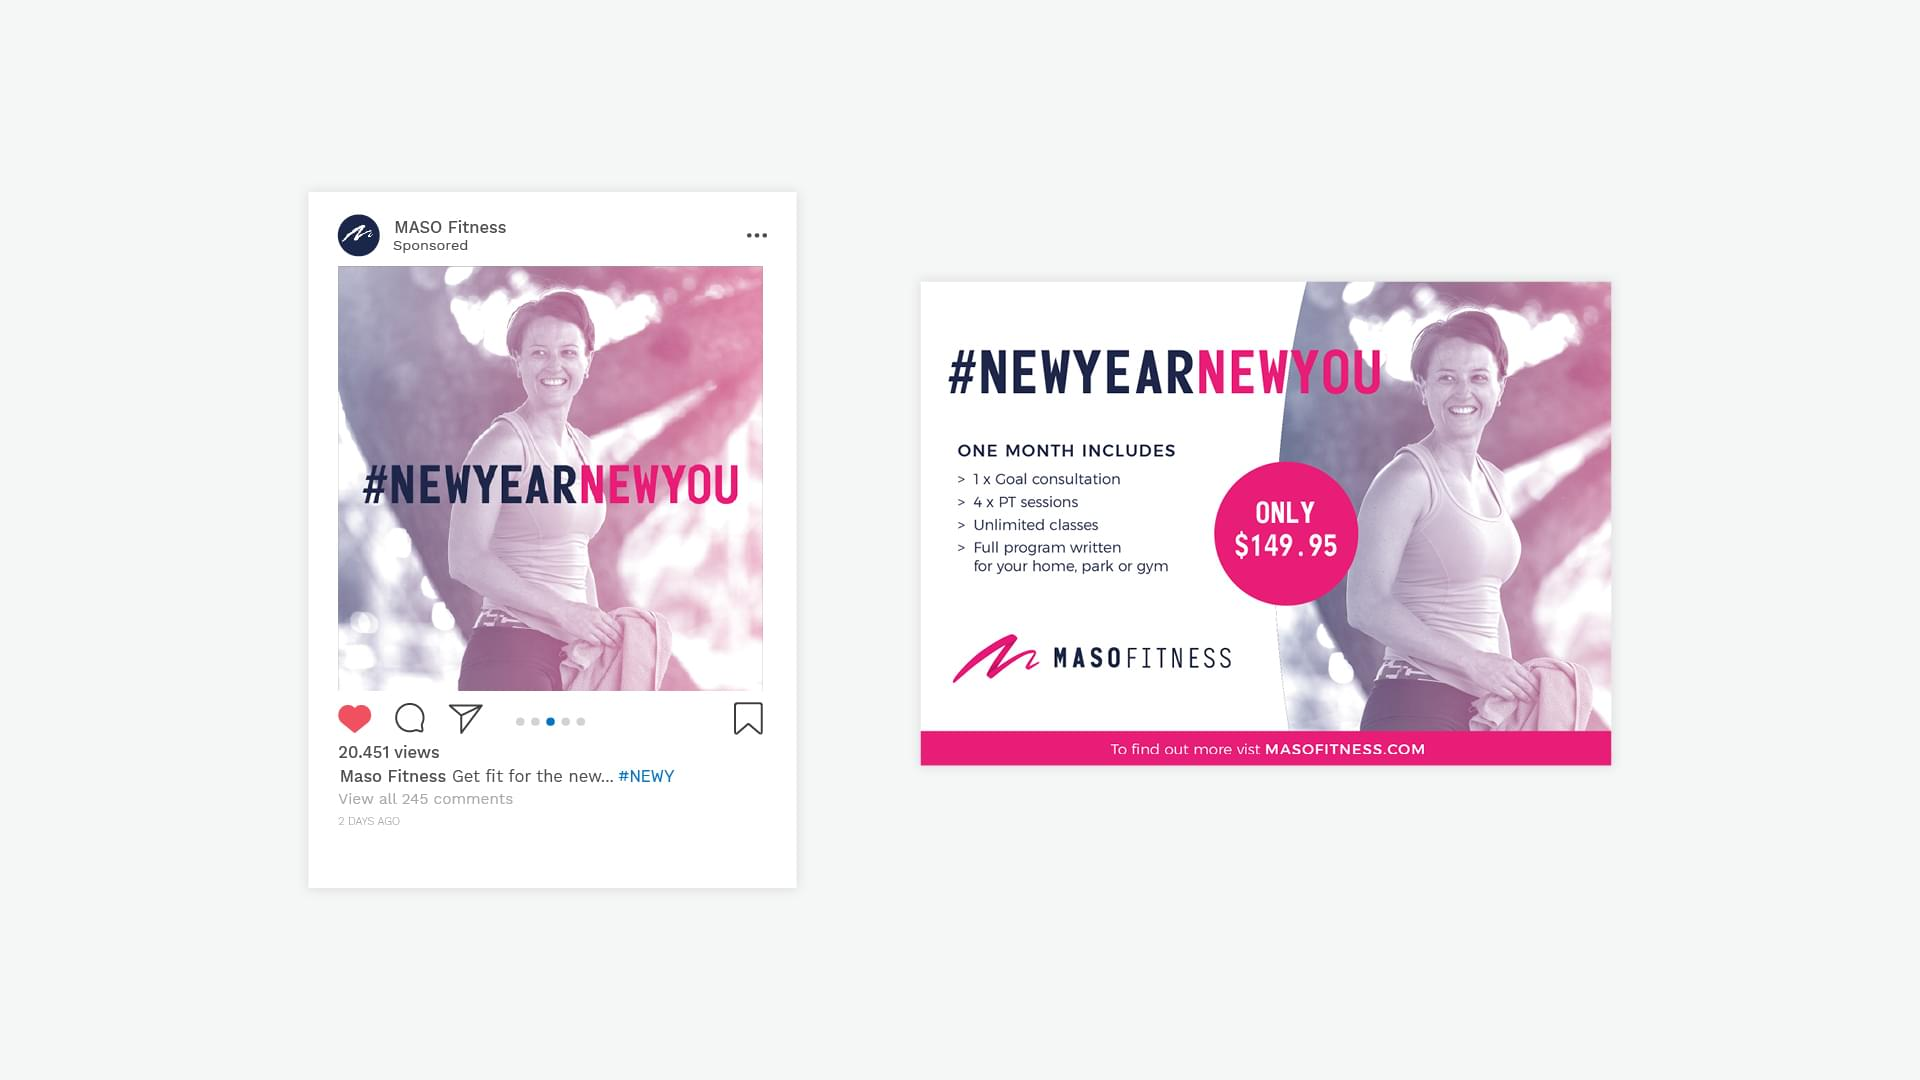 MASO Fitness
Sponsored
#NEWYEARNEWYOU
20.451 views
Maso Fitness Get fit for the new... #NEWY
View all 245 comments
2 DAYS AGO
#NEWYEARNEWYOU
ONE MONTH INCLUDES
> 1 x Goal consultation
> 4 x PT sessions
> Unlimited classes
> Full program written
for your home, park or gym
ONLY
$149.95
MASOFITNESS
To find out more vist MASOFITNESS.COM